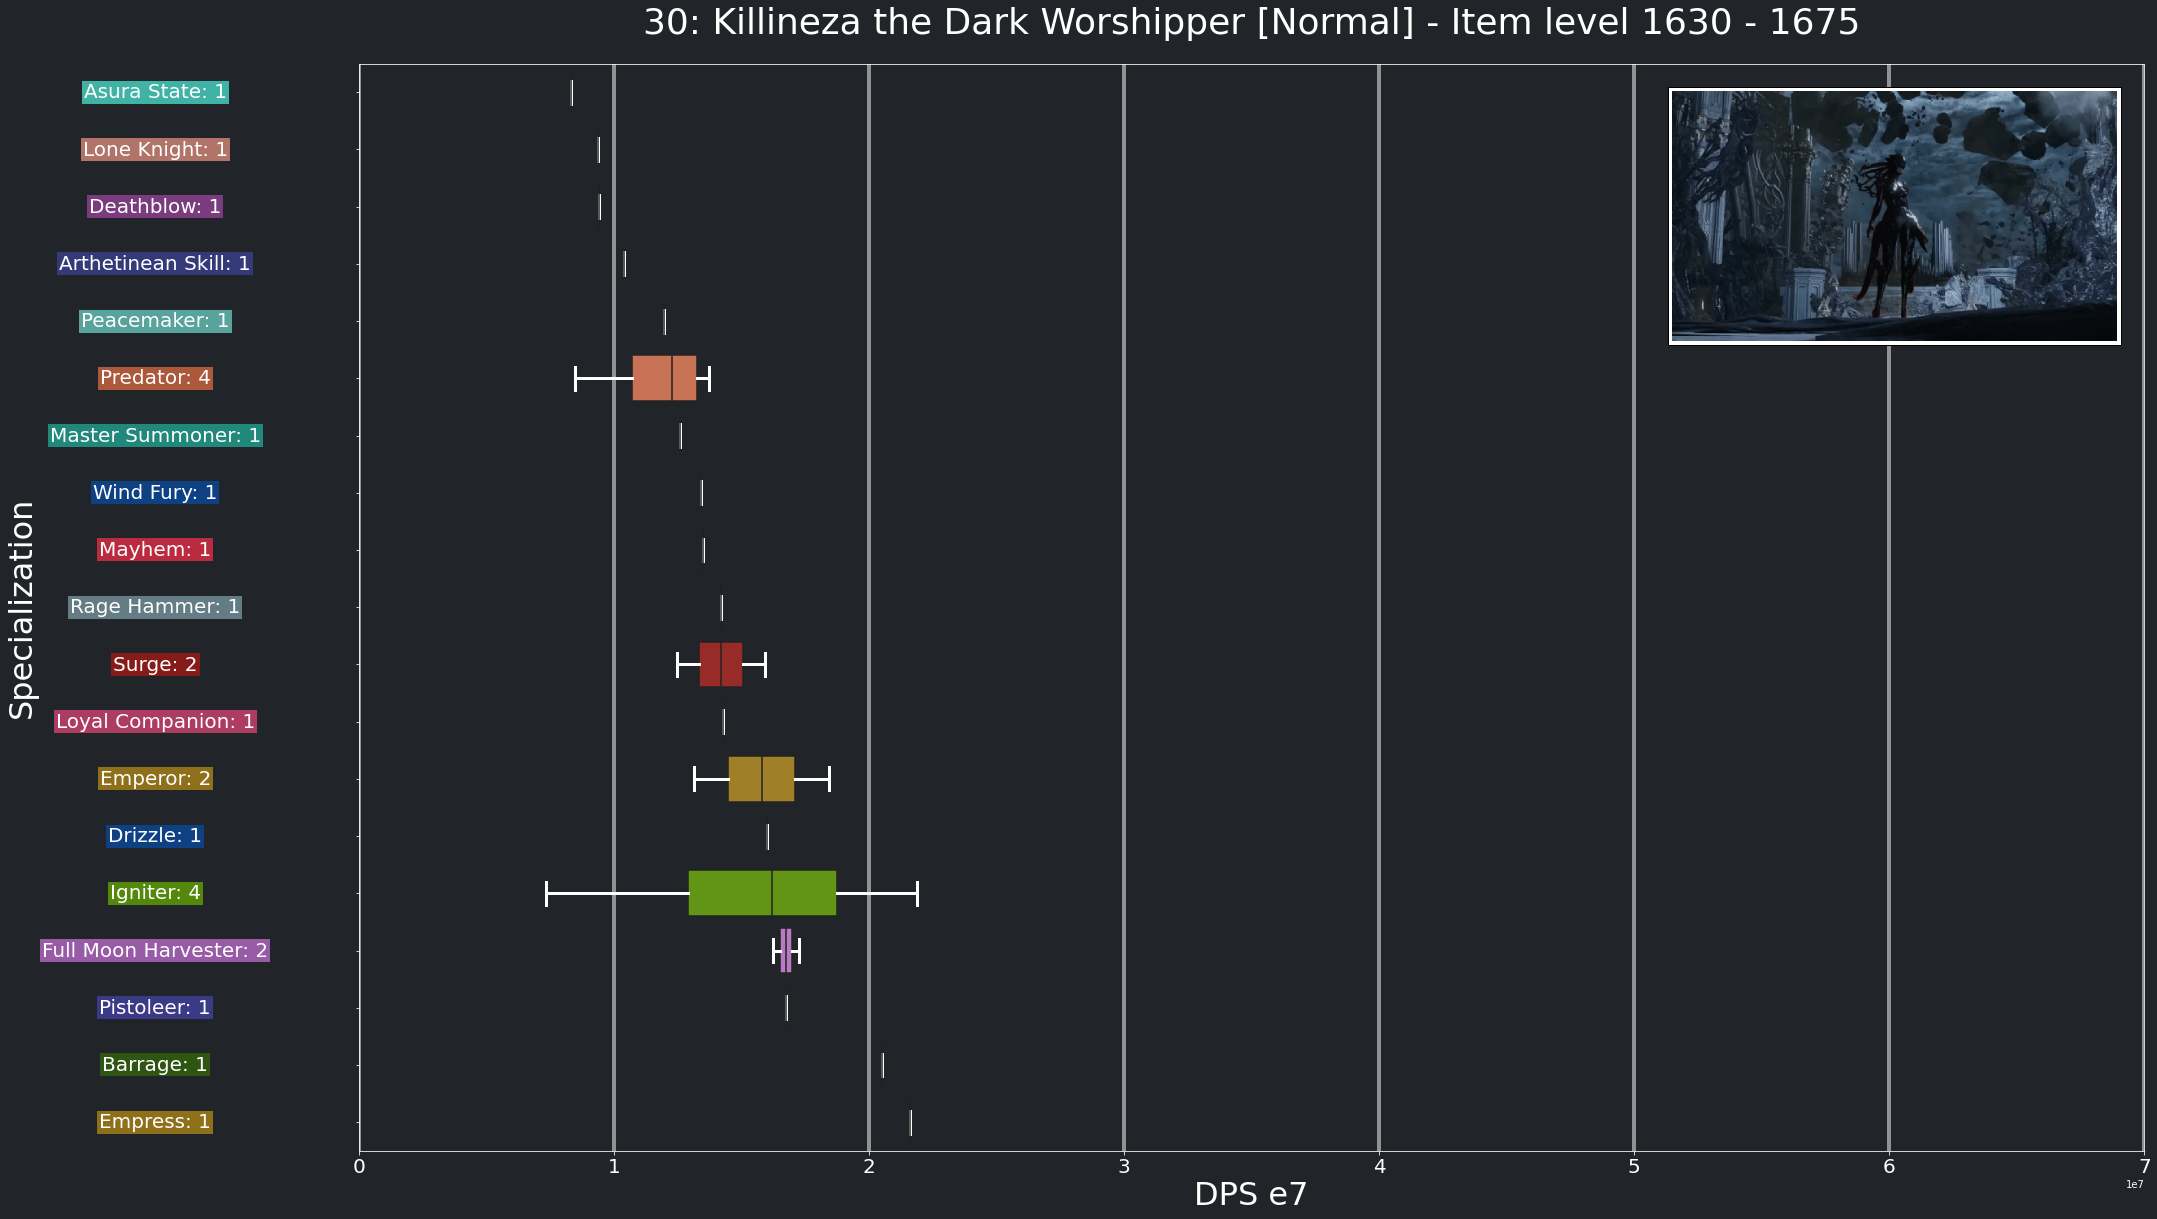 30: Killineza the Dark Worshipper [Normal] - Item level 1630 - 1675
Specialization
Asura State: 1
Lone Knight: 1
Deathblow: 1
Arthetinean Skill: 1
Peacemaker: 1
Predator: 4
Master Summoner: 1
Wind Fury: 1
Mayhem: 1
Rage Hammer: 1
Surge: 2
Loyal Companion: 1
Emperor: 2
Drizzle: 1
Igniter: 4
Full Moon Harvester: 2
Pistoleer: 1
Barrage: 1
Empress: 1
0 1 2 3 4 5 6 7
1e7
DPS e7